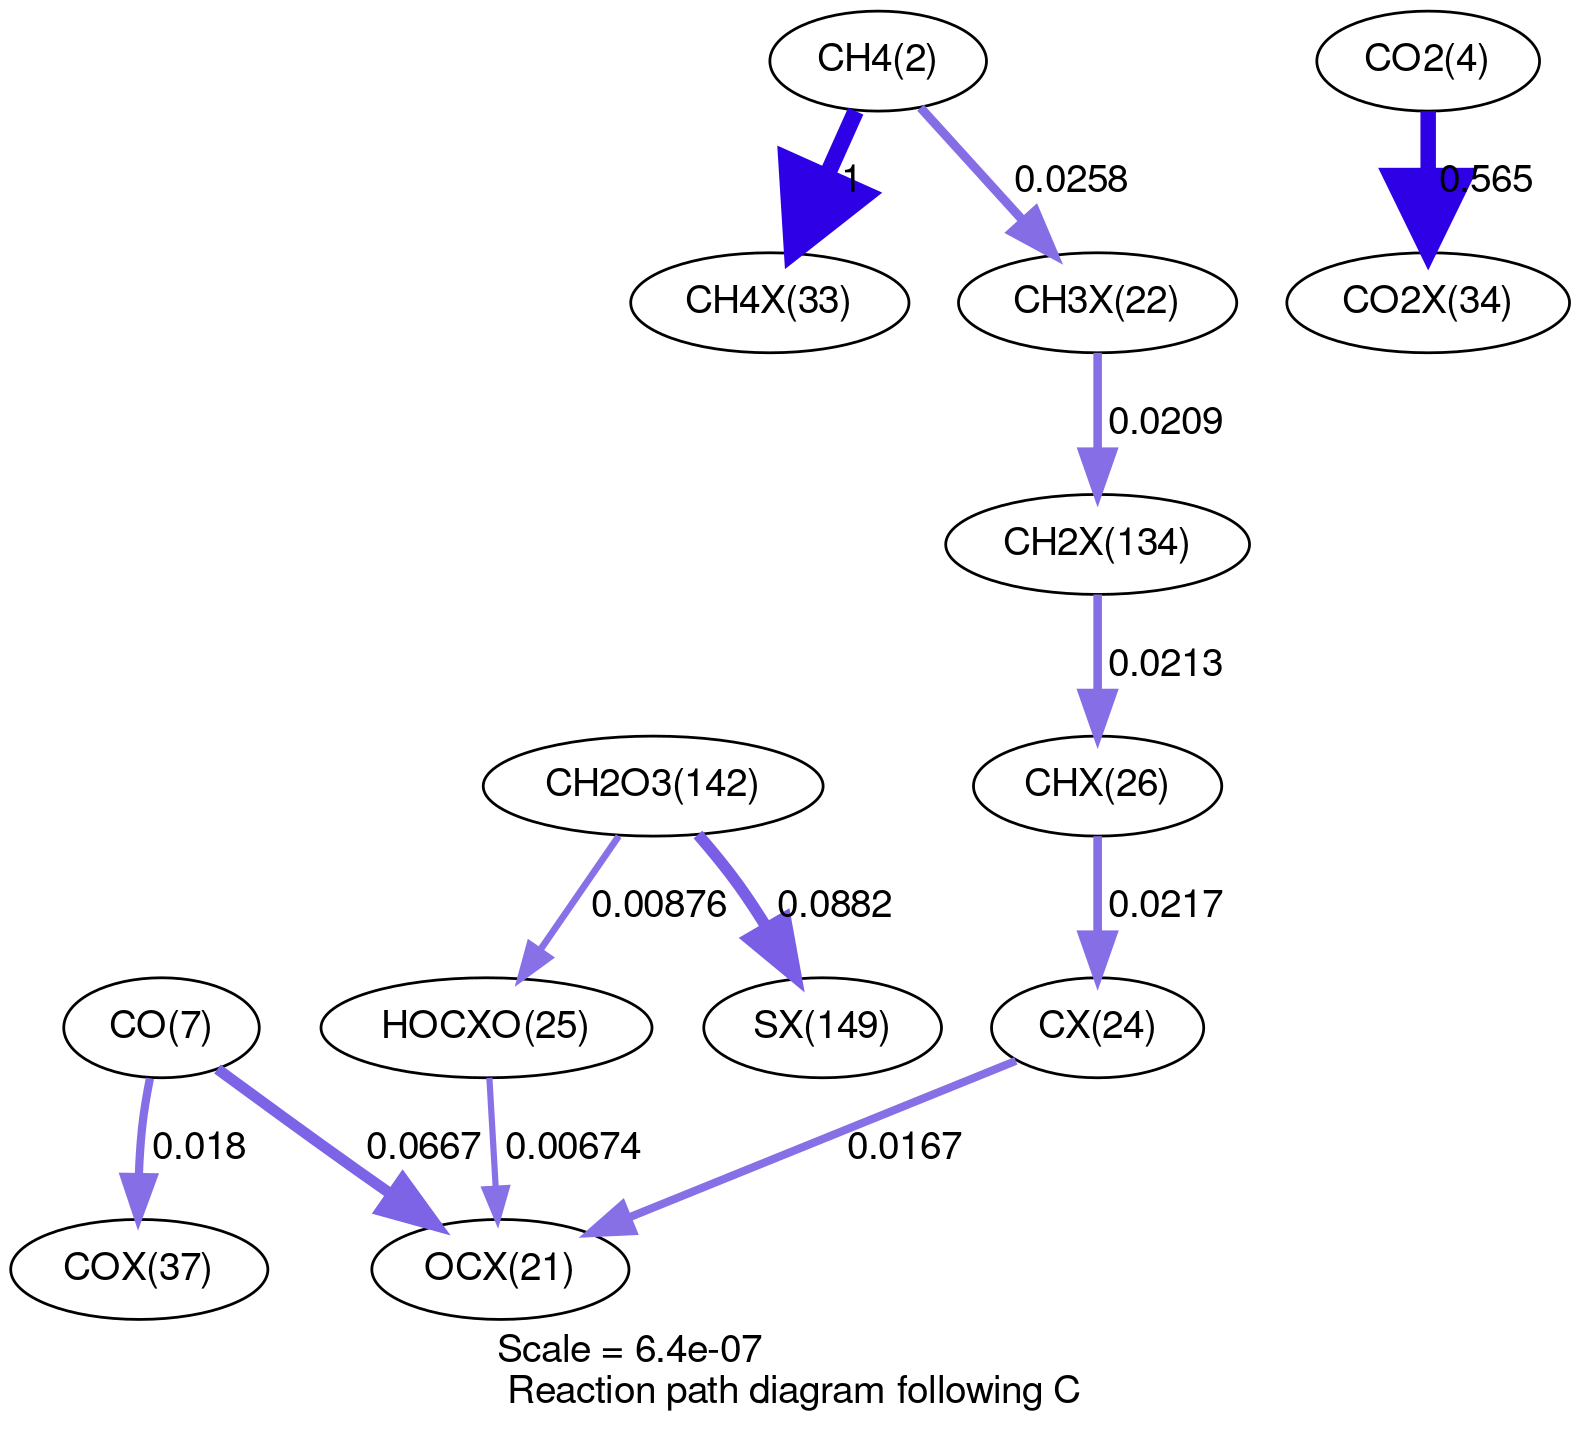 CH4(2)
CO2(4)
1
0.0258
0.565
CH4X(33)
CH3X(22)
CO2X(34)
0.0209
CH2X(134)
0.0213
CH2O3(142)
CHX(26)
0.00876
0.0882
0.0217
CO(7)
HOCXO(25)
SX(149)
CX(24)
0.018
0.0667
0.00674
0.0167
COX(37)
OCX(21)
Scale = 6.4e-07
Reaction path diagram following C